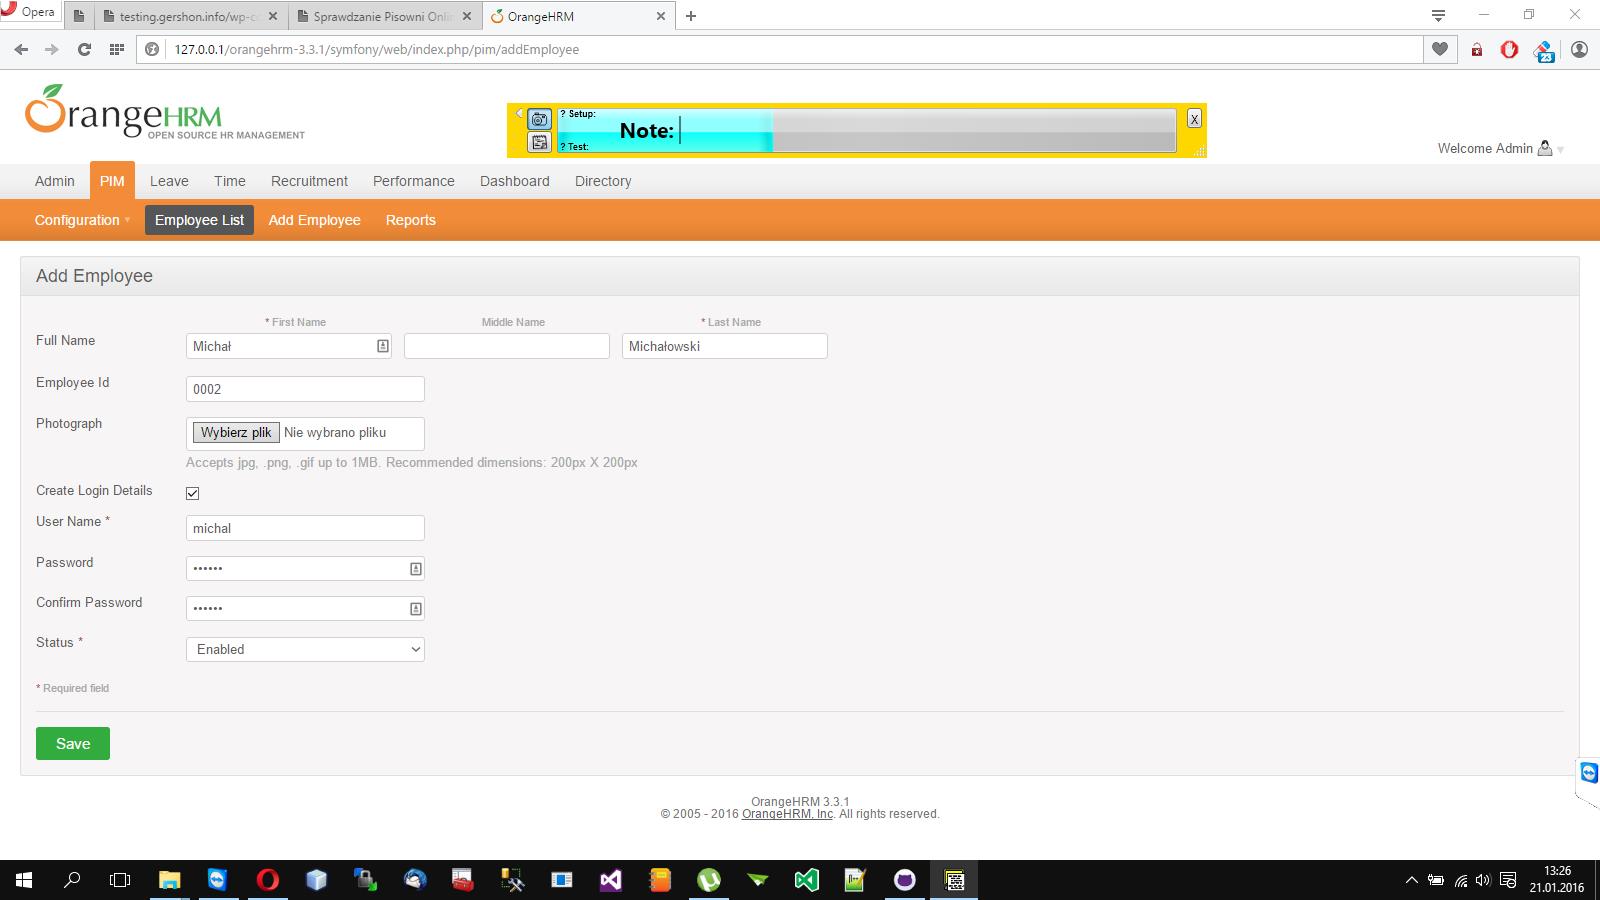 Opera
testing.gershon.info/wp-co
Sprawdzanie Pisowni Onlin
OrangeHRM
127.0.0.1/orangehrm-3.3.1/symfony/web/index.php/pim/addEmployee
23
OrangeHRM
OPEN SOURCE HR MANAGEMENT
? Setup:
Note:
? Test:
X
Welcome Admin
Admin PIM Leave Time Recruitment Performance Dashboard Directory
Configuration Employee List Add Employee Reports
Add Employee
* First Name Middle Name * Last Name
Full Name Michał Michałowski
Employee Id 0002
Photograph Wybierz plik Nie wybrano pliku
Accepts jpg, .png, .gif up to 1MB. Recommended dimensions: 200px X 200px
Create Login Details
User Name * michal
Password ••••••
Confirm Password ••••••
Status * Enabled
* Required field
Save
OrangeHRM 3.3.1
© 2005 - 2016 OrangeHRM, Inc. All rights reserved.
13:26
21.01.2016